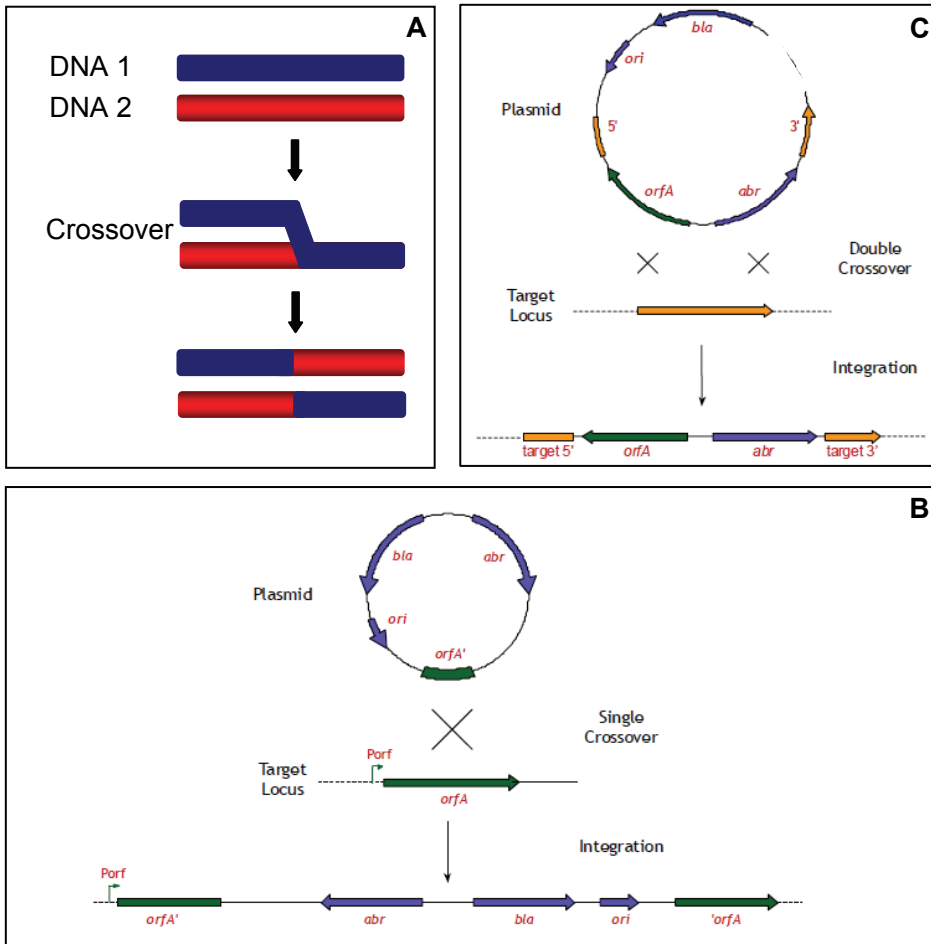 A
DNA 1
DNA 2
Crossover
C
bla
ori
Plasmid
5'
3'
orfA
abr
Double
Crossover
Target
Locus
Integration
target 5'
orfA
abr
target 3'
B
bla
abr
Plasmid
ori
orfA'
Single
Crossover
Porf
Target
Locus
orfA
Integration
Porf
orfA'
abr
bla
ori
'orfA